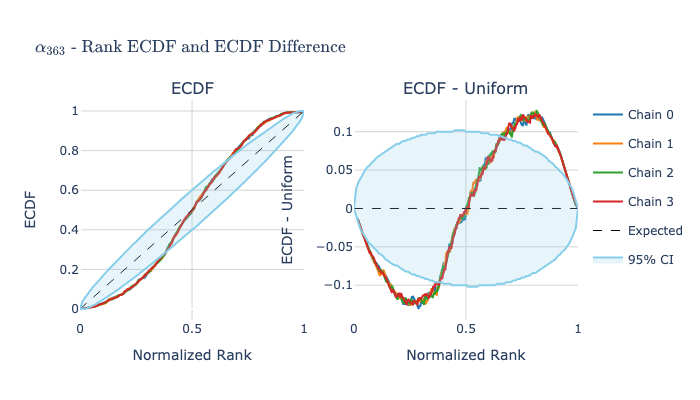 α363 - Rank ECDF and ECDF Difference
ECDF
ECDF - Uniform
ECDF
1
0.8
0.6
0.4
0.2
0
0
0.5
1
Normalized Rank
ECDF - Uniform
0.1
0.05
0
−0.05
−0.1
0
0.5
1
Normalized Rank
Chain 0
Chain 1
Chain 2
Chain 3
Expected
95% CI